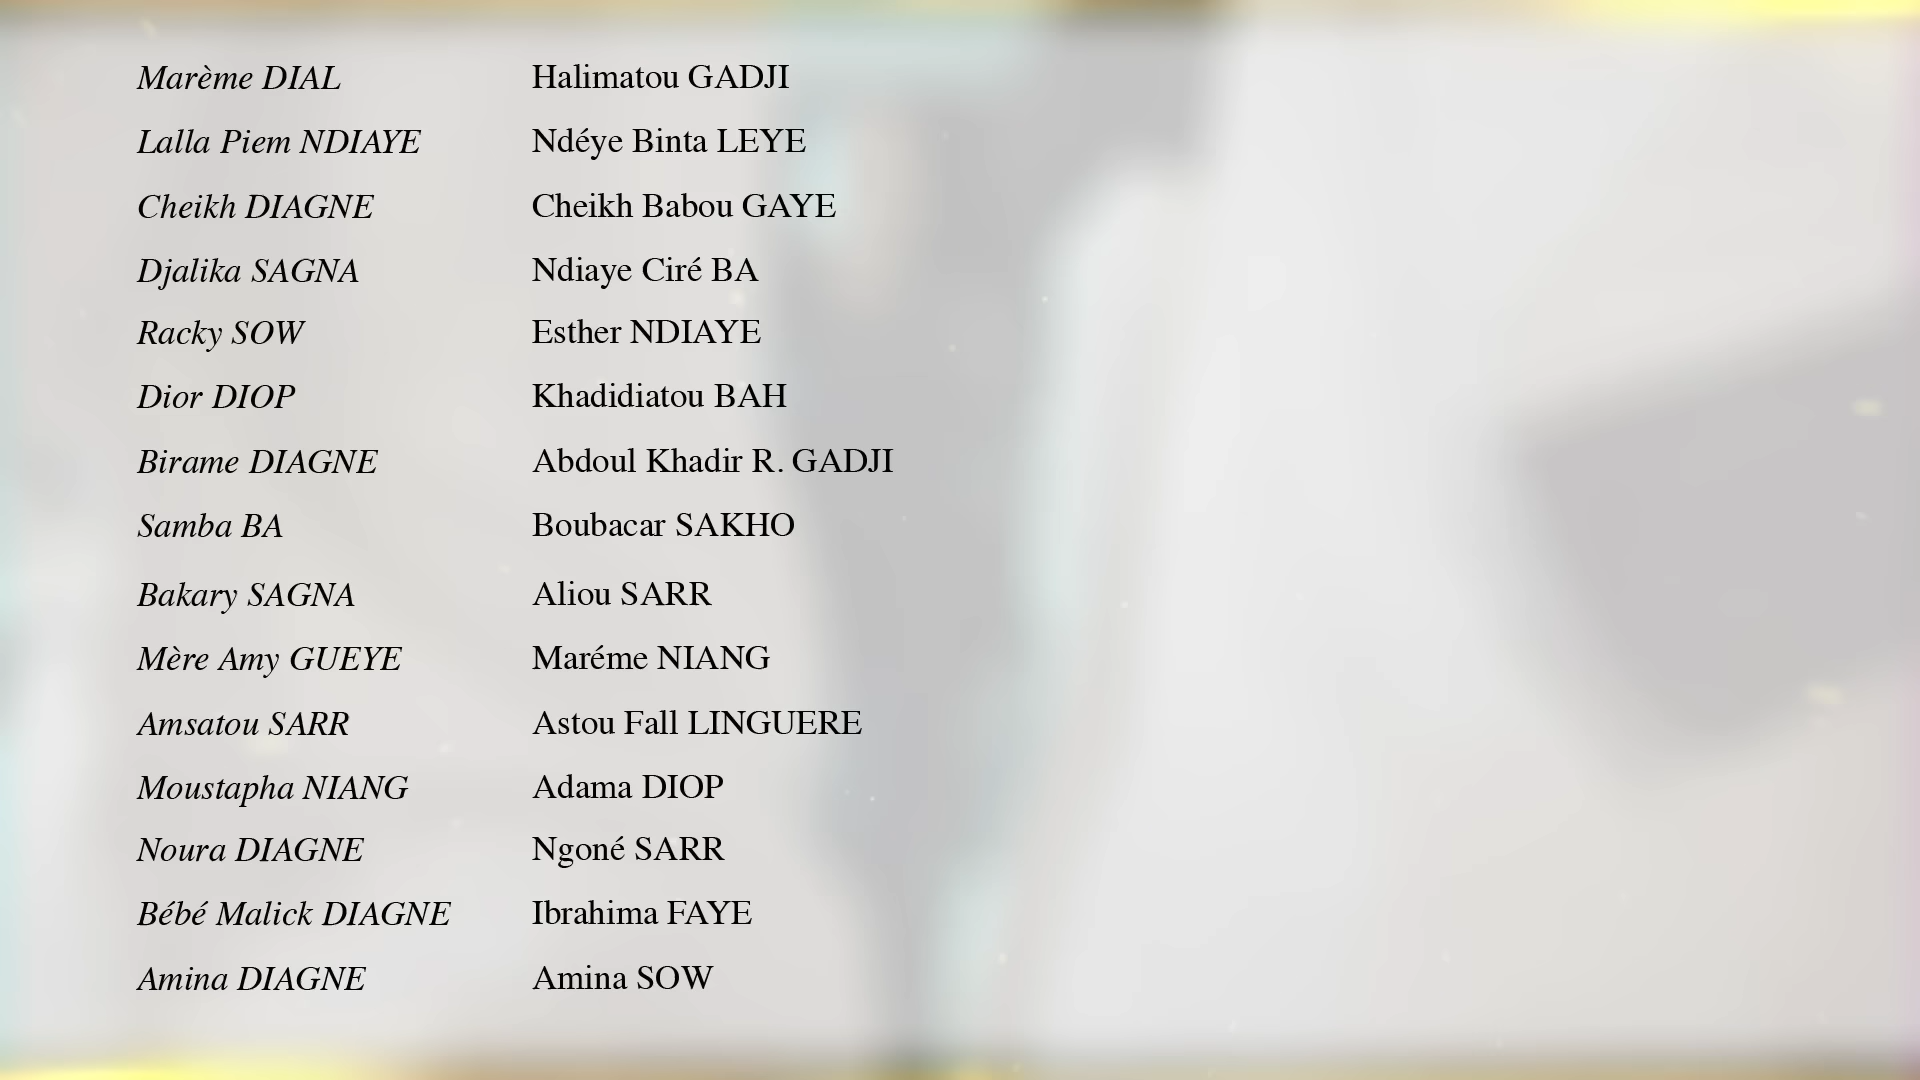 Marème DIAL Halimatou GADJI
Lalla Piem NDIAYE Ndéye Binta LEYE
Cheikh DIAGNE Cheikh Babou GAYE
Djalika SAGNA Ndiaye Ciré BA
Racky SOW Esther NDIAYE
Dior DIOP Khadidiatou BAH
Birame DIAGNE Abdoul Khadir R. GADJI
Samba BA Boubacar SAKHO
Bakary SAGNA Aliou SARR
Mère Amy GUEYE Maréme NIANG
Amsatou SARR Astou Fall LINGUERE
Moustapha NIANG Adama DIOP
Noura DIAGNE Ngoné SARR
Bébé Malick DIAGNE Ibrahima FAYE
Amina DIAGNE Amina SOW